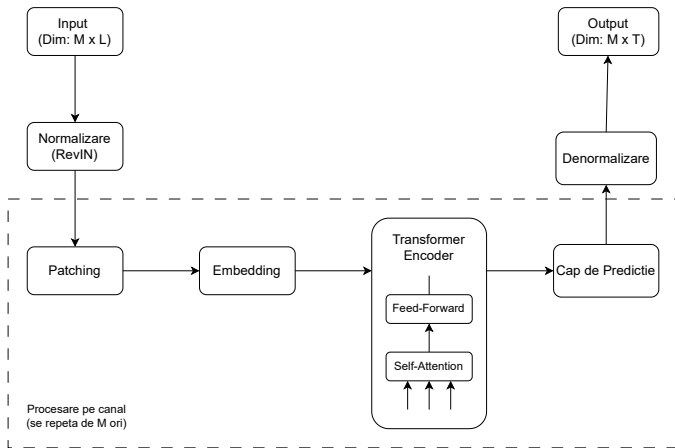 Input
(Dim: M x L)
Output
(Dim: M x T)
Normalizare
(RevIN)
Denormalizare
Patching
Embedding
Transformer
Encoder
Feed-Forward
Self-Attention
Cap de Predictie
Procesare pe canal
(se repeta de M ori)